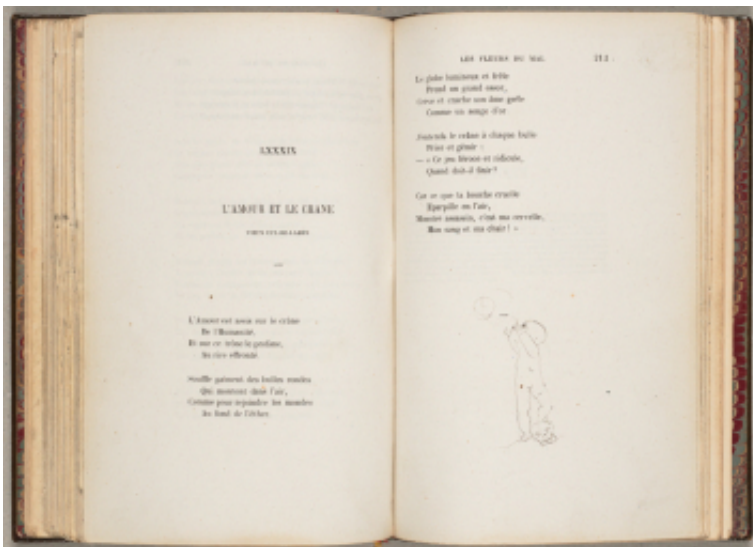 LXXXIX
L'AMOUR ET LE CRANE
VIEUX CUL-DE-LAMPE
L'Amour est assis sur le crâne
De l'Humanité,
Et sur ce trône le profane,
Au rire effronté,
Souffle gaiment des bulles rondes
Qui montent dans l'air,
Comme pour rejoindre les mondes
Au fond de l'éther.
LES FLEURS DU MAL 212
Le globe lumineux et frêle
Prend un grand essor,
Crève et crache son âme grêle
Comme un songe d'or.
J'entends le crâne à chaque bulle
Prier et gémir :
— « Ce jeu féroce et ridicule,
Quand doit-il finir?
Car ce que ta bouche cruelle
Eparpille en l'air,
Monstre assassin, c'est ma cervelle,
Mon sang et ma chair! »